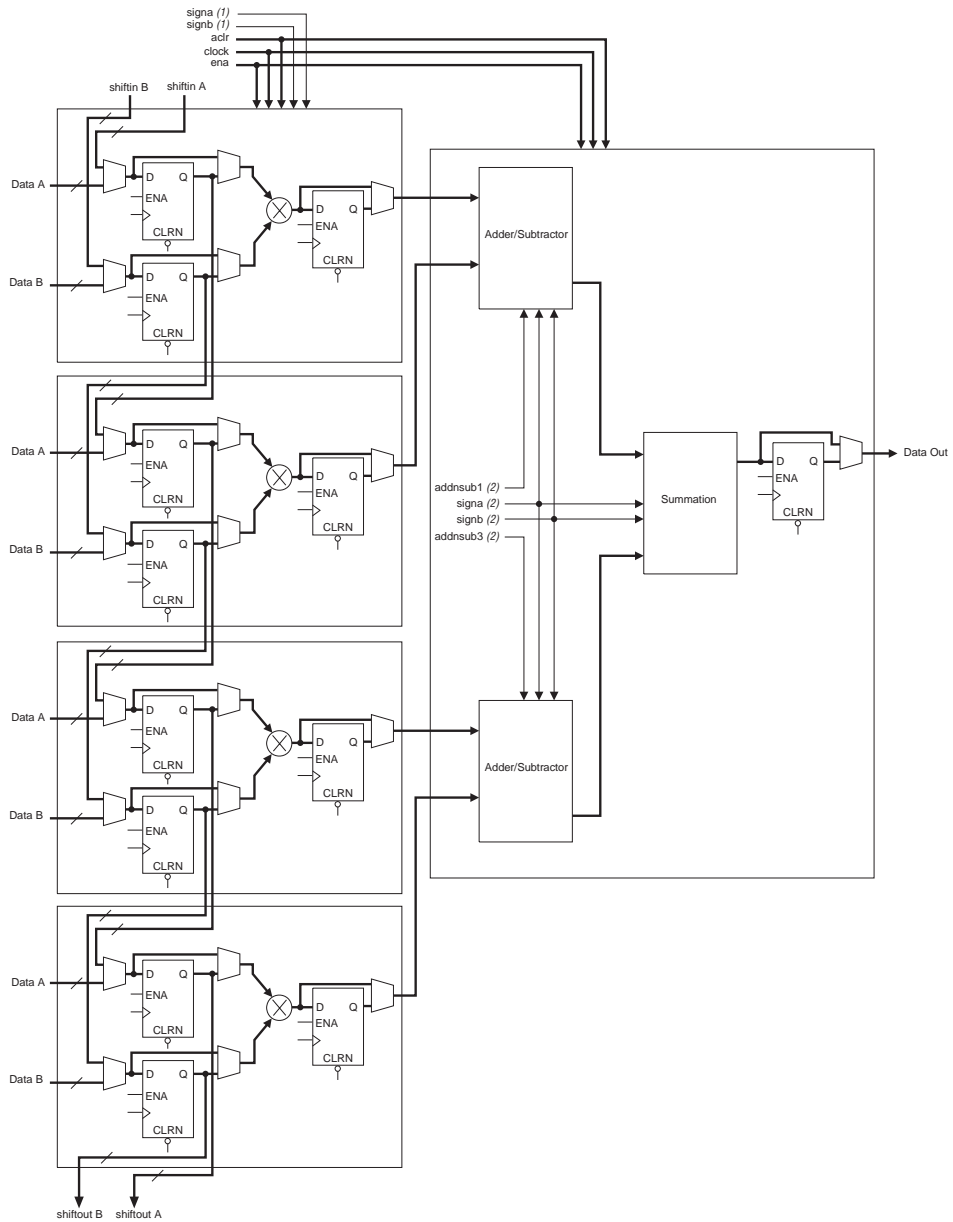 signa (1)
signb (1)
aclr
clock
ena
shiftin B shiftin A
Data A
D Q
ENA
CLRN
D Q
ENA
CLRN
Data B
D Q
ENA
CLRN
Adder/Subtractor
Data A
D Q
ENA
CLRN
D Q
ENA
CLRN
Data B
D Q
ENA
CLRN
addnsub1 (2)
signa (2)
signb (2)
addnsub3 (2)
Summation
D Q
ENA
CLRN
Data Out
Data A
D Q
ENA
CLRN
D Q
ENA
CLRN
Data B
D Q
ENA
CLRN
Adder/Subtractor
Data A
D Q
ENA
CLRN
D Q
ENA
CLRN
Data B
D Q
ENA
CLRN
shiftout B shiftout A